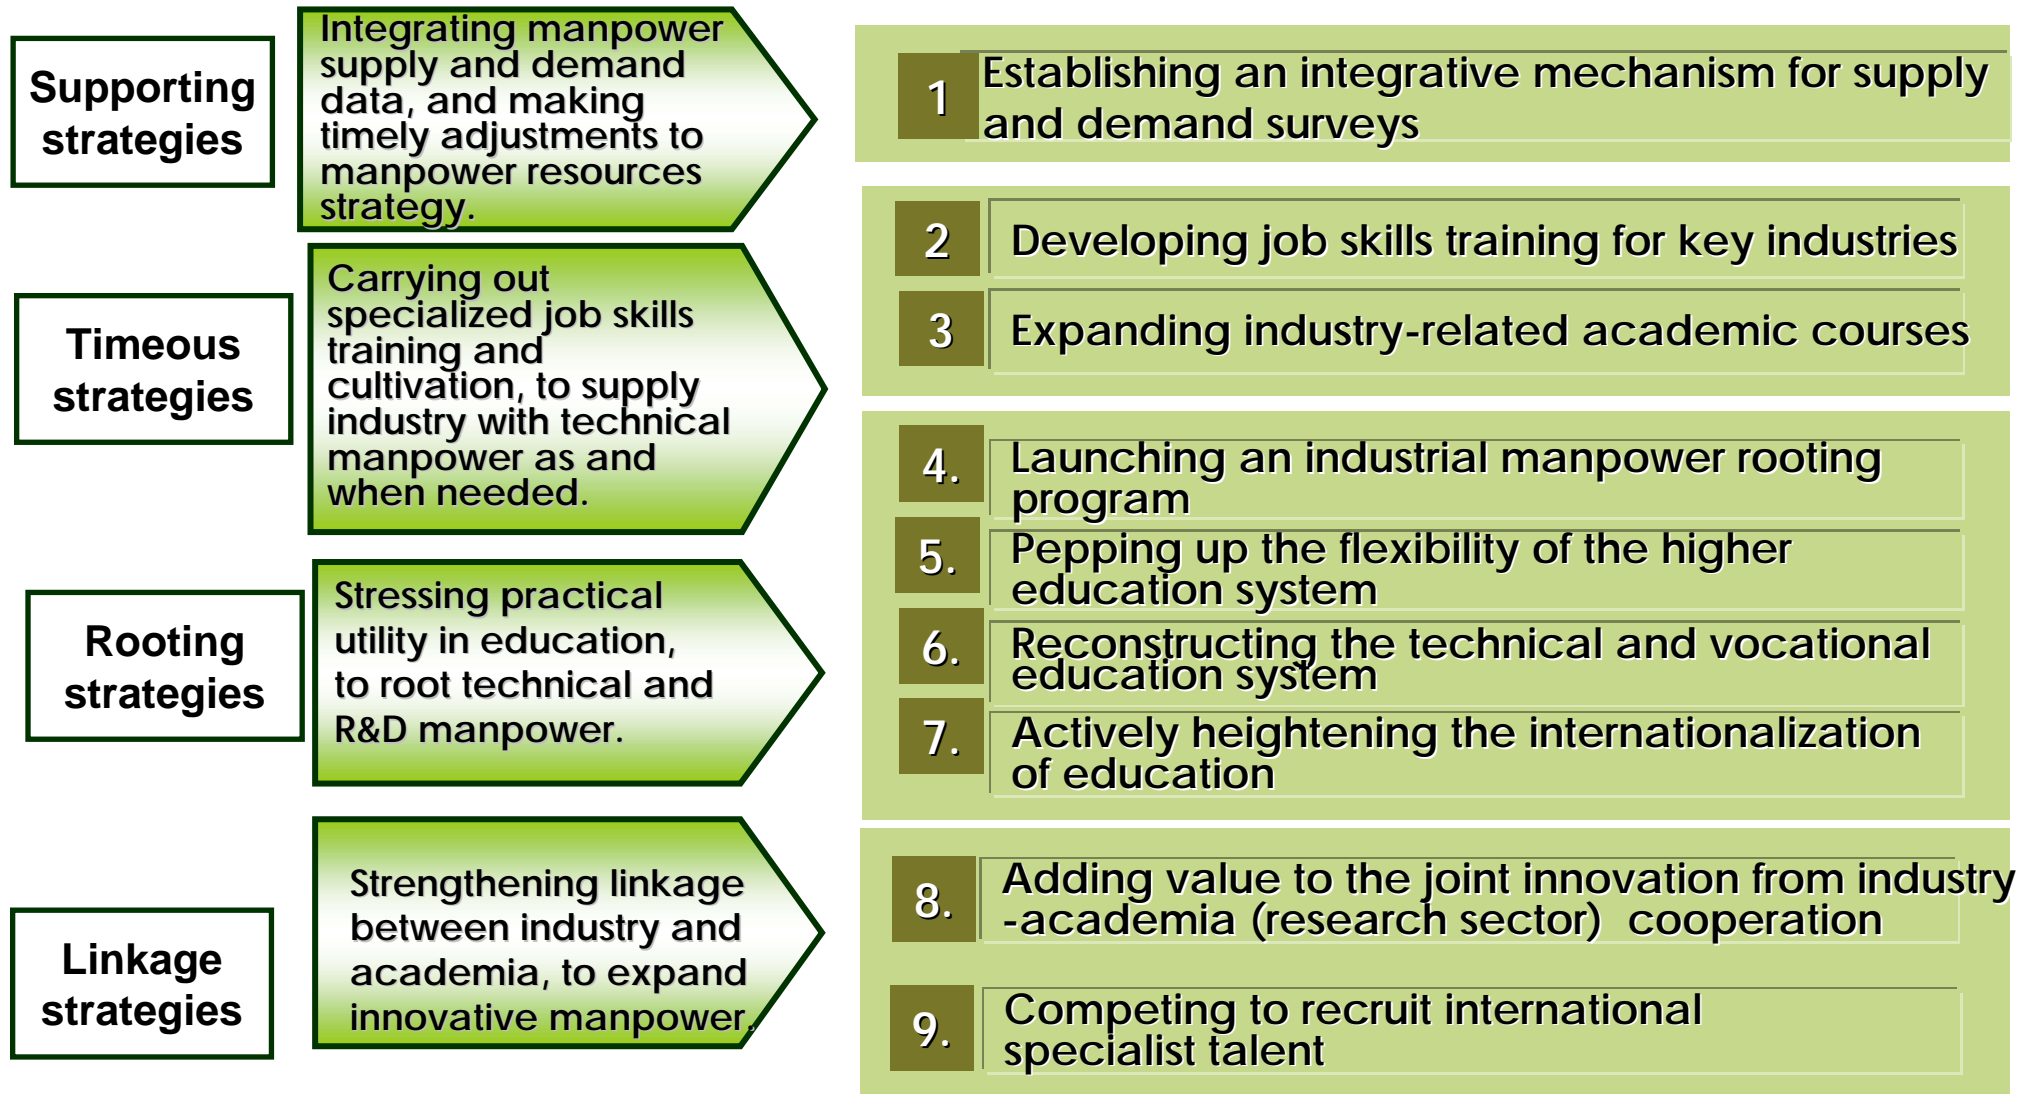 Supporting
strategies
Integrating manpower
supply and demand
data, and making
timely adjustments to
manpower resources
strategy.
1
Establishing an integrative mechanism for supply
and demand surveys
Timeous
strategies
Carrying out
specialized job skills
training and
cultivation, to supply
industry with technical
manpower as and
when needed.
2
Developing job skills training for key industries
3
Expanding industry-related academic courses
Rooting
strategies
Stressing practical
utility in education,
to root technical and
R&D manpower.
4.
Launching an industrial manpower rooting
program
5.
Pepping up the flexibility of the higher
education system
6.
Reconstructing the technical and vocational
education system
7.
Actively heightening the internationalization
of education
Linkage
strategies
Strengthening linkage
between industry and
academia, to expand
innovative manpower.
8.
Adding value to the joint innovation from industry
-academia (research sector) cooperation
9.
Competing to recruit international
specialist talent